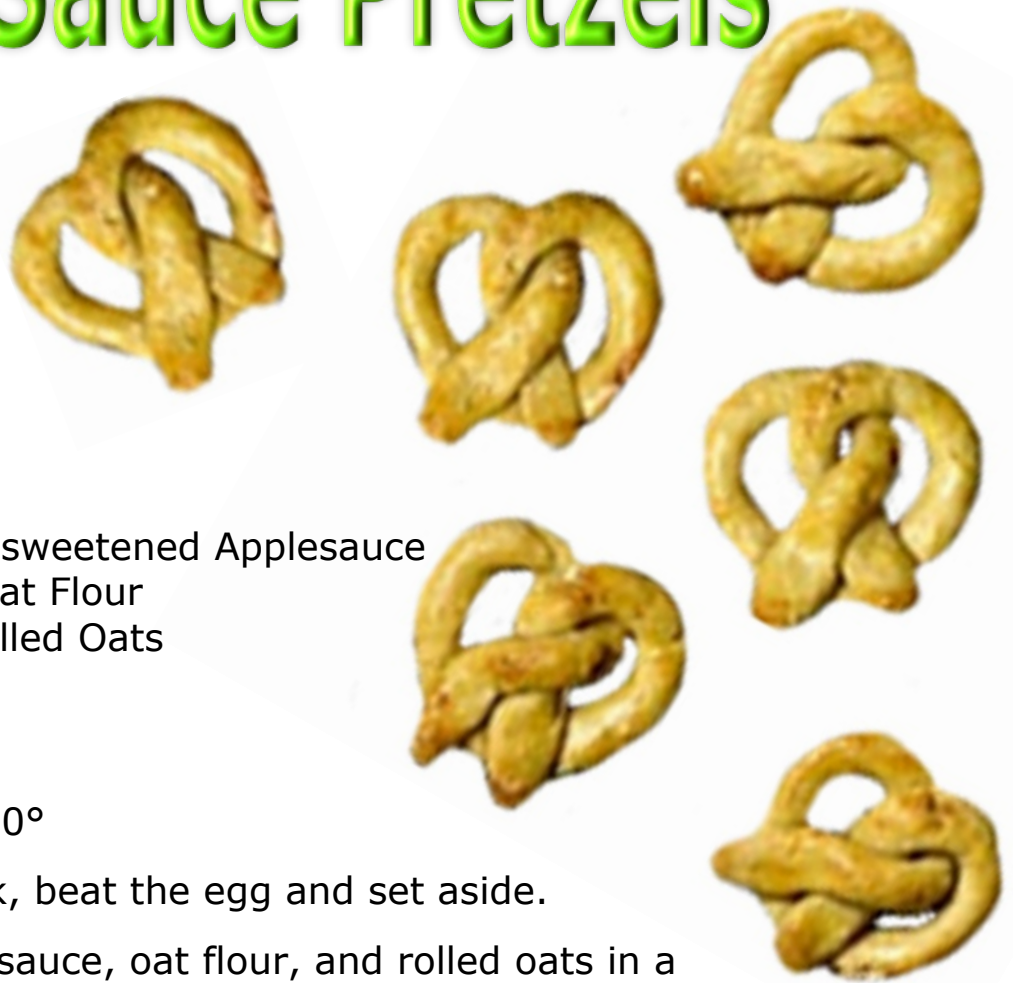 Sauce Pretzels
sweetened Applesauce
at Flour
lled Oats
0°
, beat the egg and set aside.
sauce, oat flour, and rolled oats in a